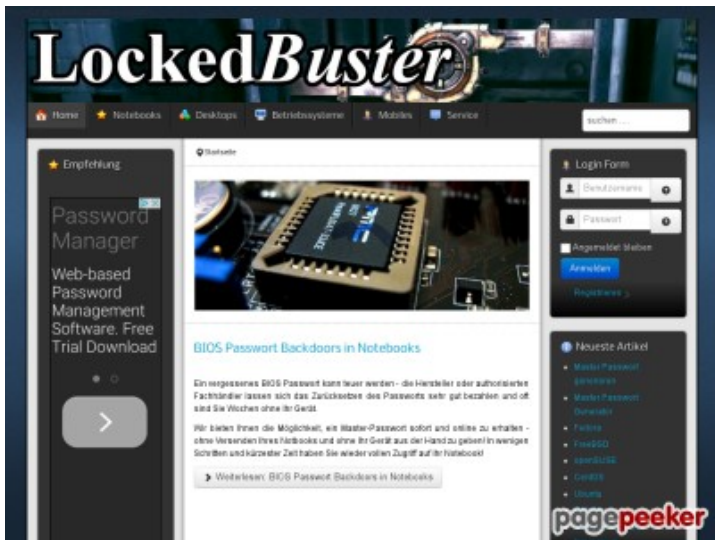 LockedBuster
Home
Notebooks
Desktops
Betriebssysteme
Mobiles
Service
suchen ...
Empfehlung
Password
Manager
Web-based
Password
Management
Software. Free
Trial Download
Startseite
BIOS Passwort Backdoors in Notebooks
Ein vergessenes BIOS Passwort kann teuer werden - die Hersteller oder authorisierten
Fachhändler lassen sich das Zurücksetzen des Passworts sehr gut bezahlen und oft
sind Sie Wochen ohne Ihr Gerät.
Wir bieten Ihnen die Möglichkeit, ein Master-Passwort sofort und online zu erhalten -
ohne Versenden Ihres Notbooks und ohne Ihr Gerät aus der Hand zu geben! In wenigen
Schritten und kürzester Zeit haben Sie wieder vollen Zugriff auf Ihr Notebook!
Weiterlesen: BIOS Passwort Backdoors in Notebooks
Login Form
Benutzername
Passwort
Angemeldet bleiben
Anmelden
Registrieren
Neueste Artikel
Master Passwort
generieren
Master Passwort
Generator
Fedora
FreeBSD
openSUSE
CentOS
Ubuntu
pagepeeker